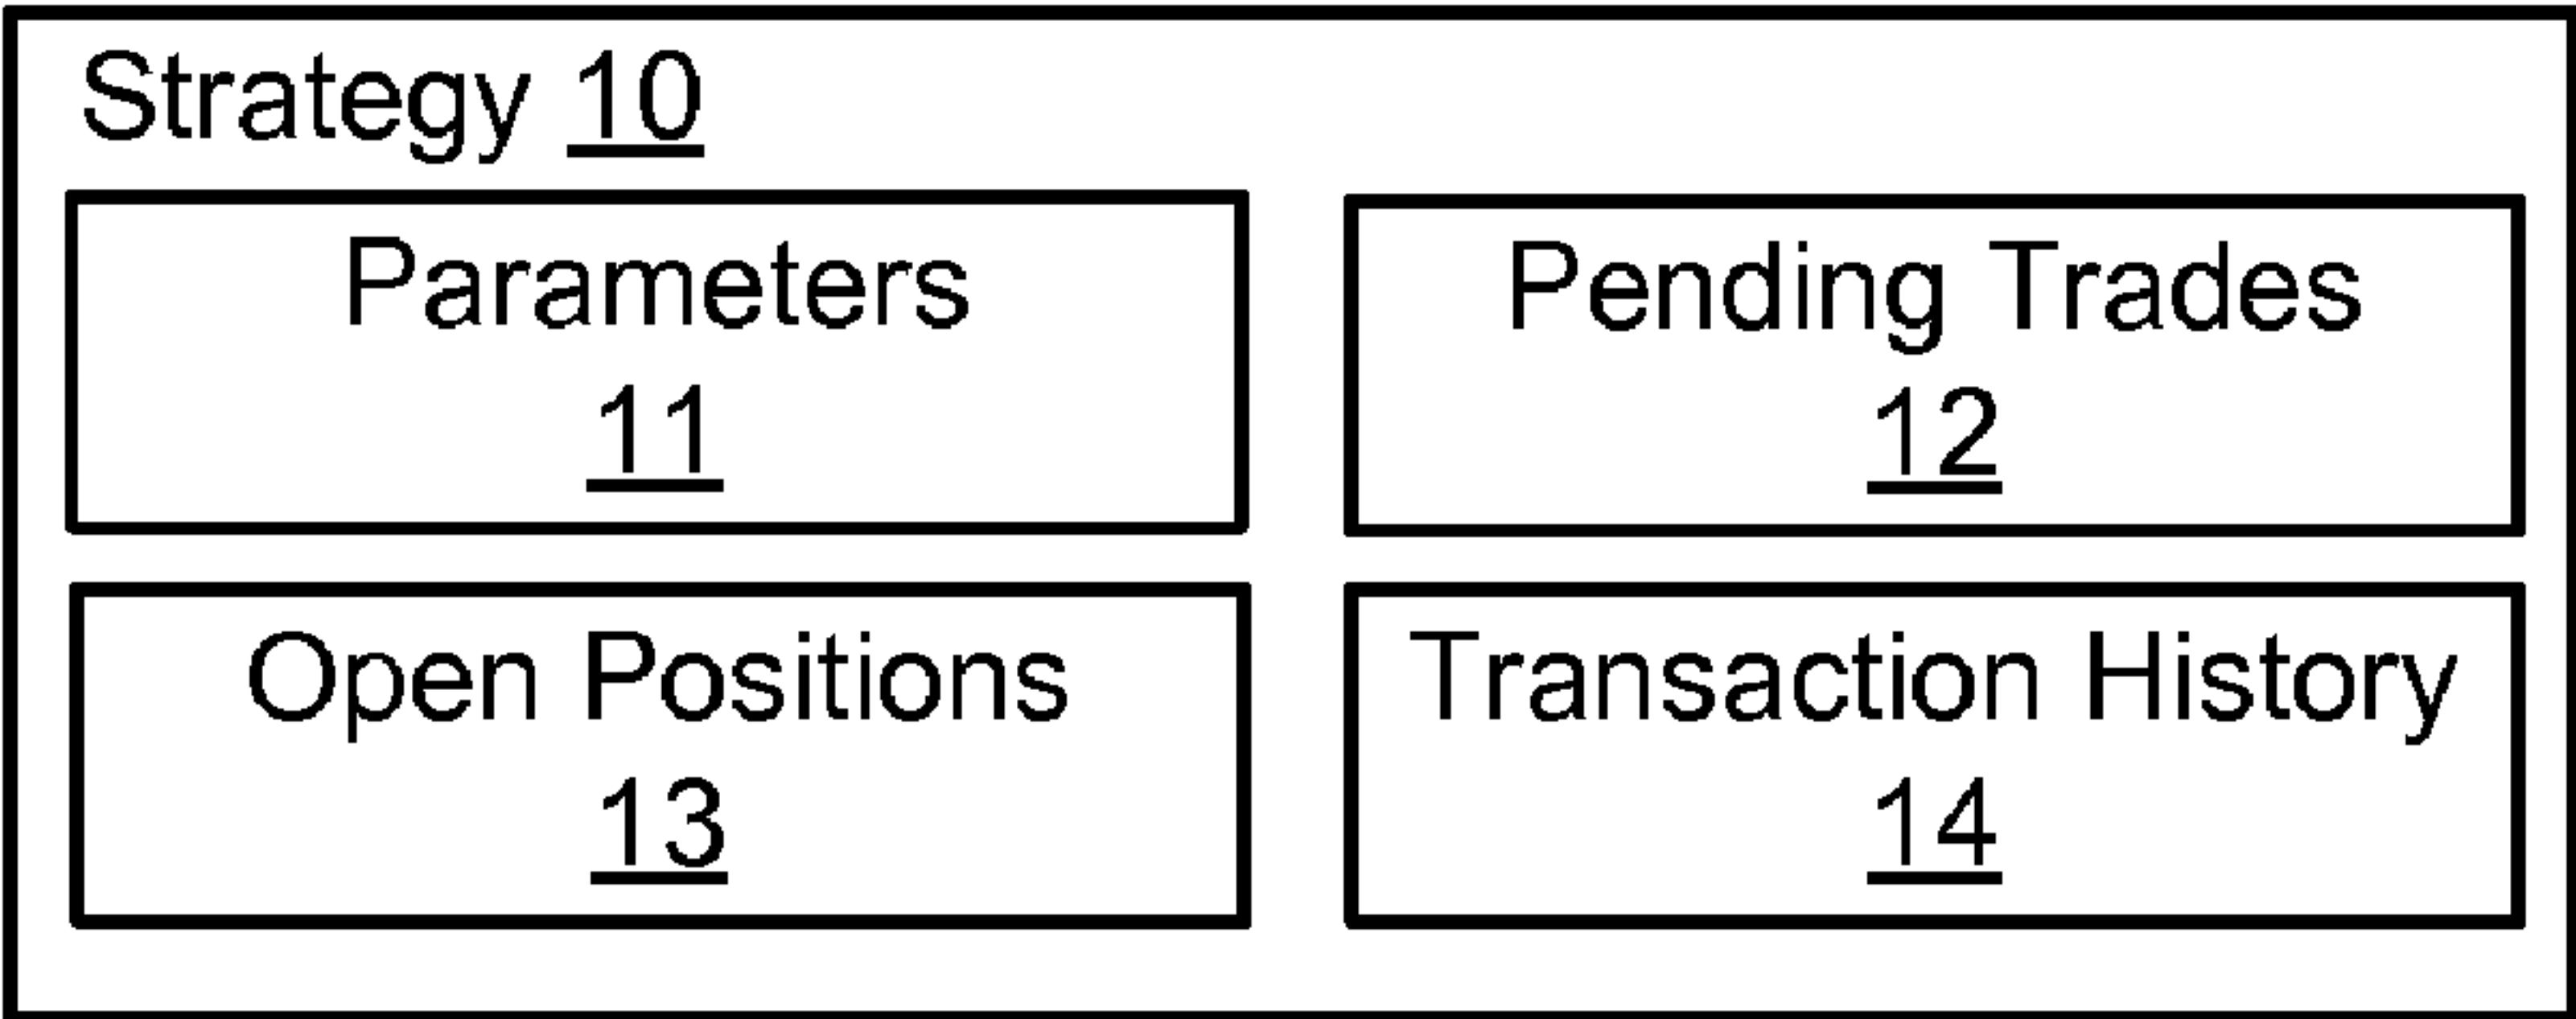 Strategy 10
Parameters
11
Pending Trades
12
Open Positions
13
Transaction History
14